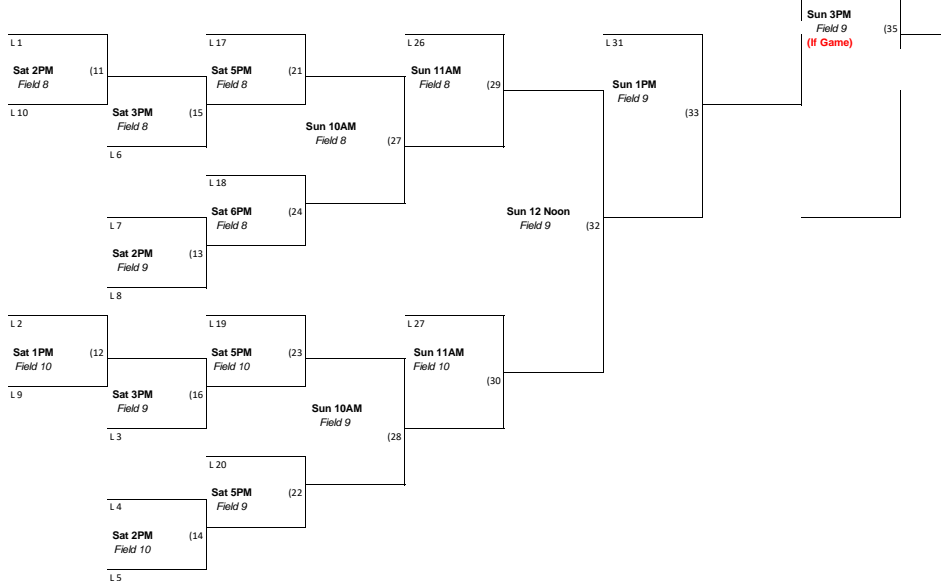 Sun 3PM
Field 9 (35
(If Game)
L 1 L 17 L 26 L 31
Sat 2PM (11 Sat 5PM (21 Sun 11AM
Field 8 Field 8 Field 8 (29 Sun 1PM
Field 9
L 10 Sat 3PM (15 (33
Field 8 Sun 10AM
Field 8 (27
L 6
L 18
Sat 6PM (24 Sun 12 Noon
L 7 Field 8 Field 9 (32
Sat 2PM (13
Field 9
L 8
L 2 L 19 L 27
Sat 1PM (12 Sat 5PM (23 Sun 11AM
Field 10 Field 10 Field 10
(30
L 9 Sat 3PM (16
Field 9 Sun 10AM
Field 9
L 3 (28
L 20
Sat 5PM (22
L 4 Field 9
Sat 2PM (14
Field 10
L 5